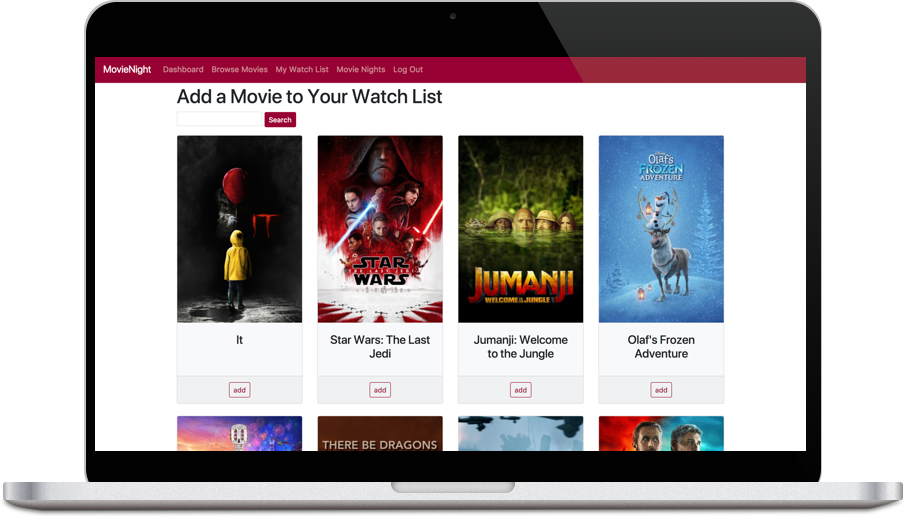 MovieNight Dashboard Browse Movies My Watch List Movie Nights Log Out
Add a Movie to Your Watch List
Search
IT
STAR
THE LAST JEDI
WARS
JUMANJI
WELCOME TO THE JUNGLE
Disney
OLAF'S
FROZEN
ADVENTURE
It
Star Wars: The Last
Jedi
Jumanji: Welcome
to the Jungle
Olaf's Frozen
Adventure
add
add
add
add
THERE BE DRAGONS